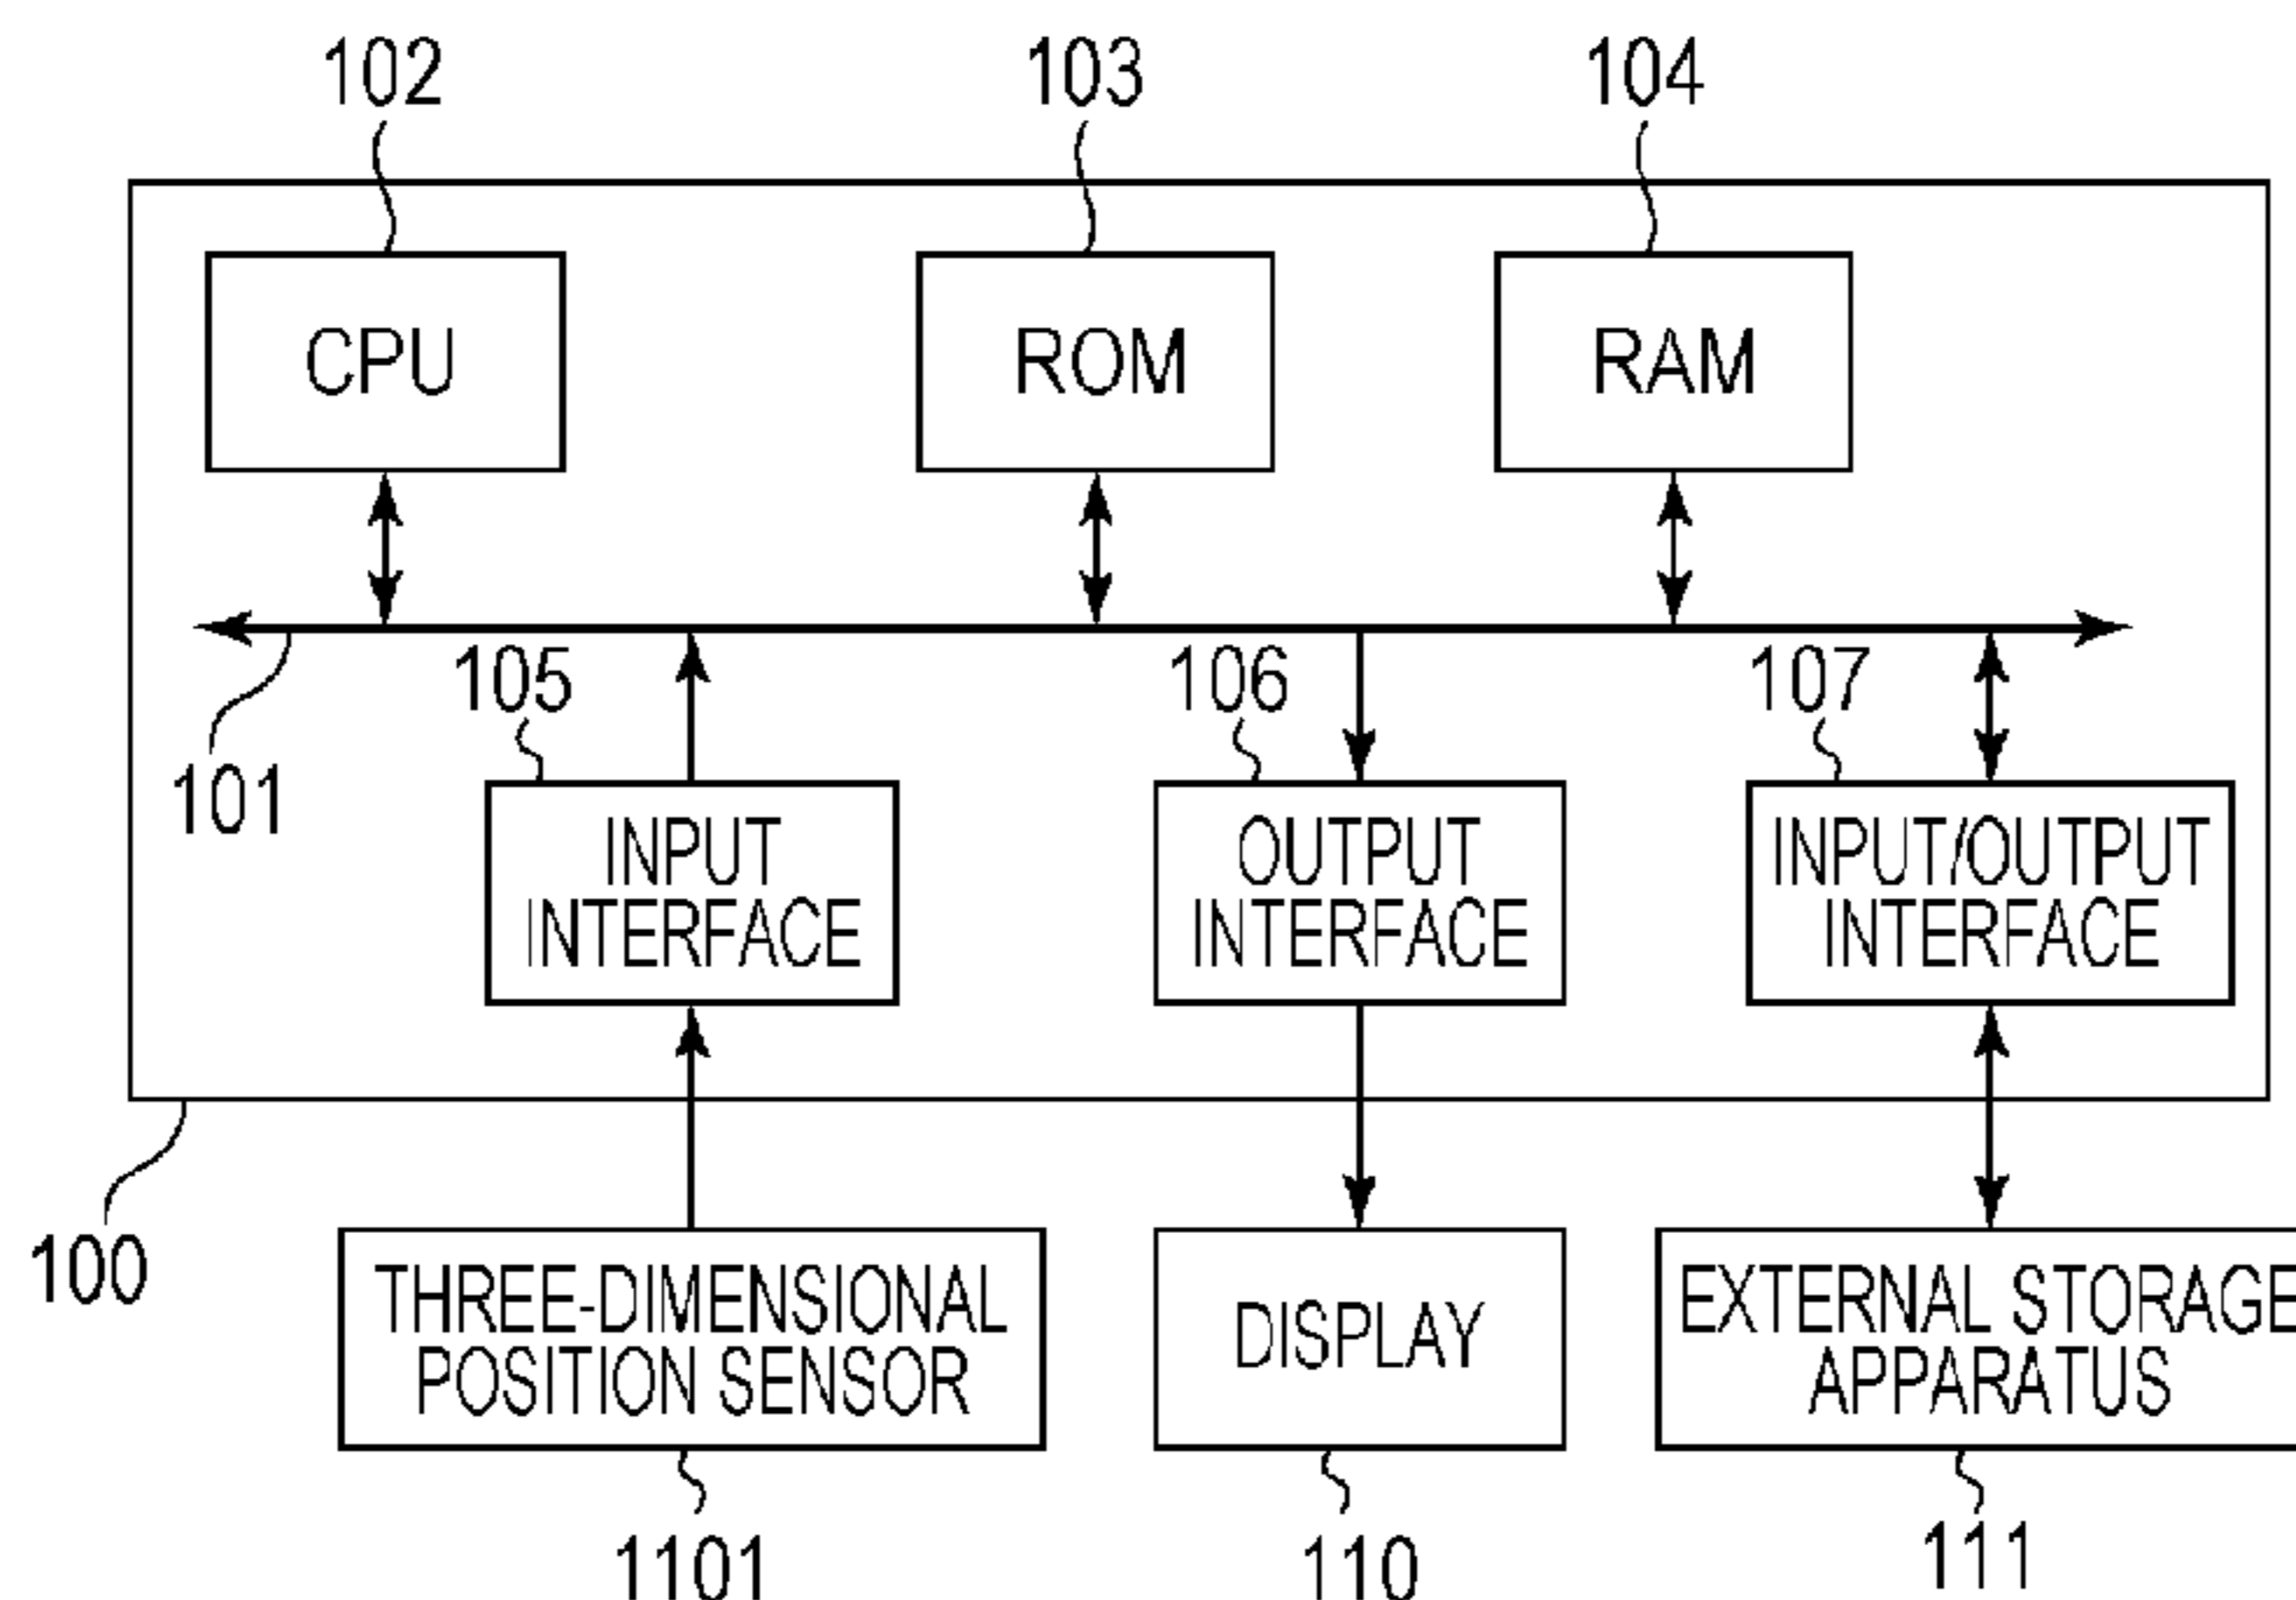 102
103
104
CPU
ROM
RAM
105
106
107
101
INPUT
INTERFACE
OUTPUT
INTERFACE
INPUT/OUTPUT
INTERFACE
100
THREE-DIMENSIONAL
POSITION SENSOR
DISPLAY
EXTERNAL STORAGE
APPARATUS
1101
110
111